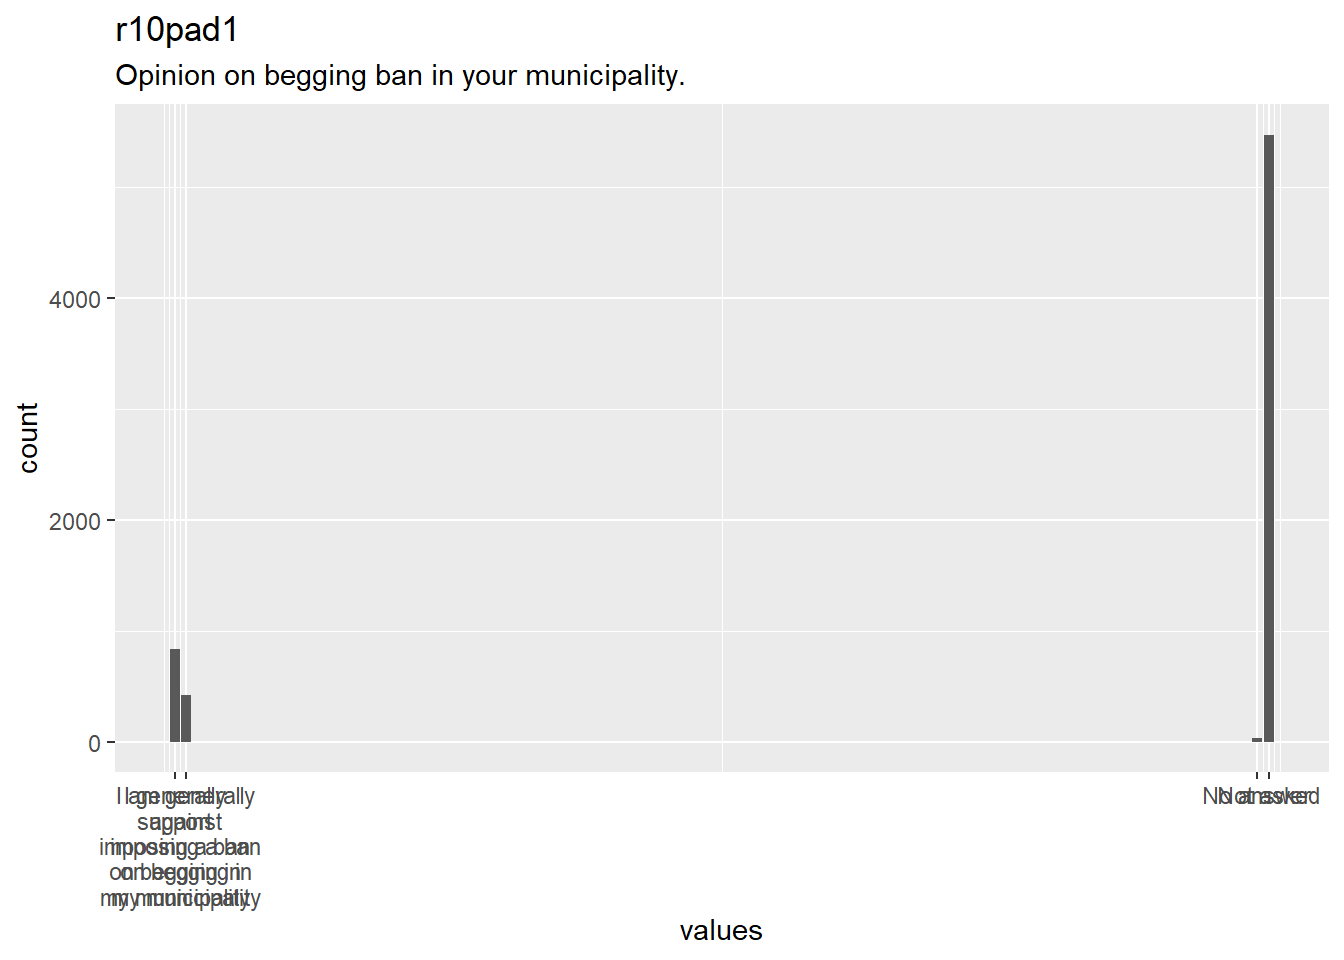 r10pad1
Opinion on begging ban in your municipality.
count
4000
2000
0
I generally
support
imposing a ban
on begging in
my municipality
I am generally
against
imposing a ban
on begging in
my municipality
No answer
Not asked
values